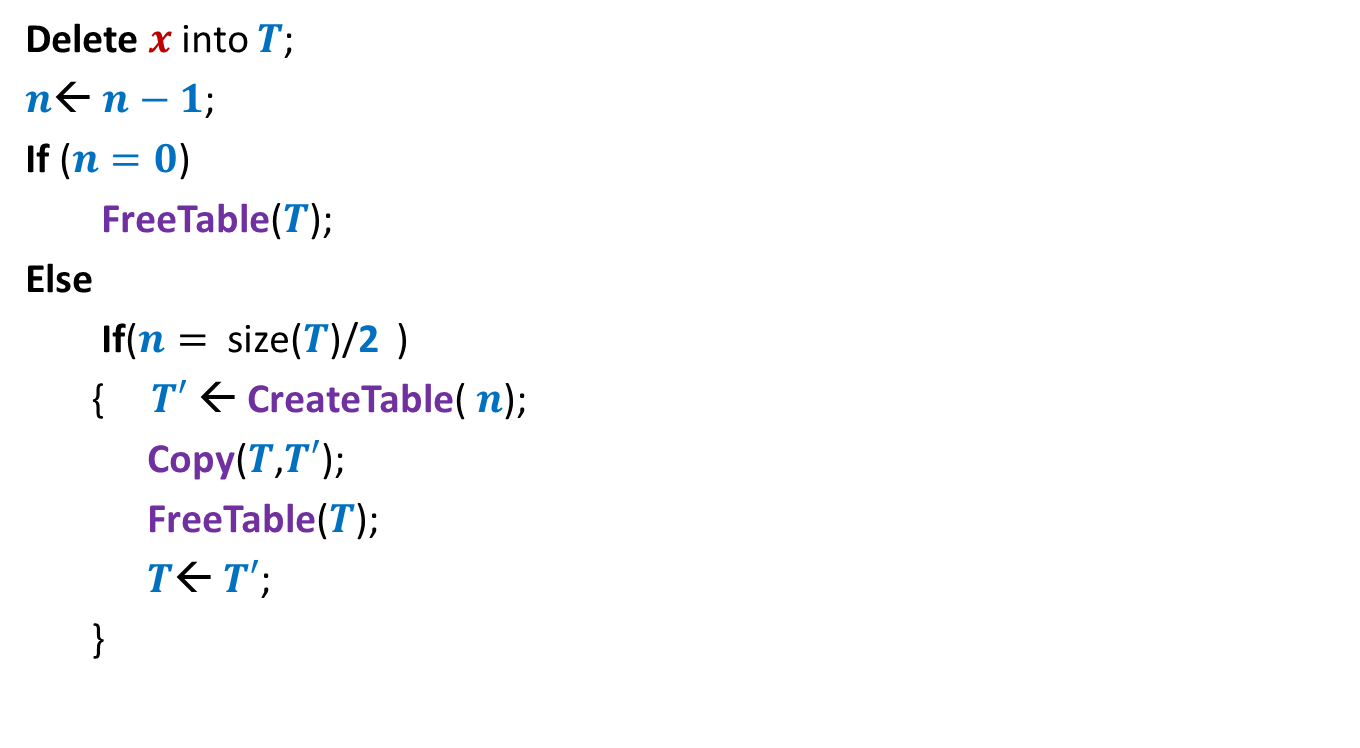 Delete x into T;
n← n − 1;
If (n = 0)
FreeTable(T);
Else
If(n = size(T)/2 )
{ T′ ← CreateTable( n);
Copy(T,T′);
FreeTable(T);
T← T′;
}